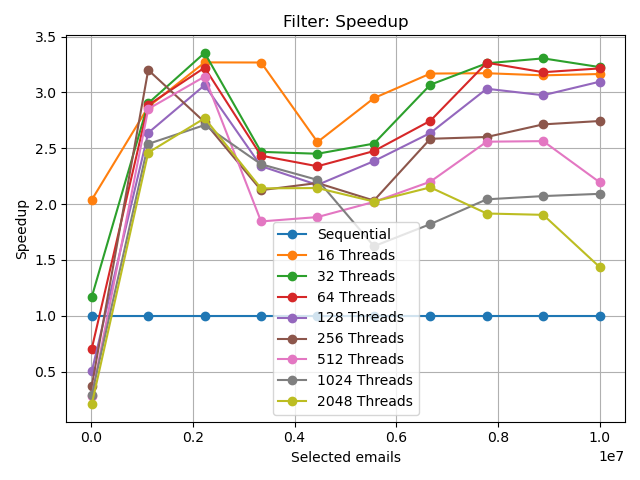 Filter: Speedup
3.5
3.0
2.5
2.0
1.5
1.0
0.5
Speedup
Sequential
16 Threads
32 Threads
64 Threads
128 Threads
256 Threads
512 Threads
1024 Threads
2048 Threads
0.0 0.2 0.4 0.6 0.8 1.0
1e7
Selected emails